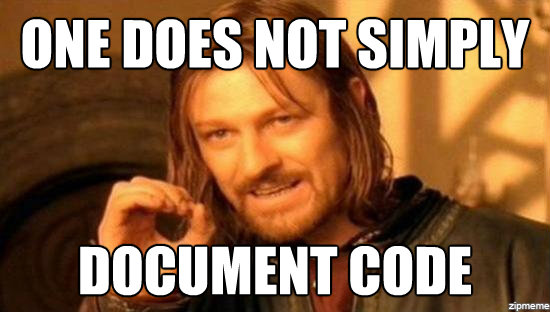 ONE DOES NOT SIMPLY
DOCUMENT CODE
zipmeme